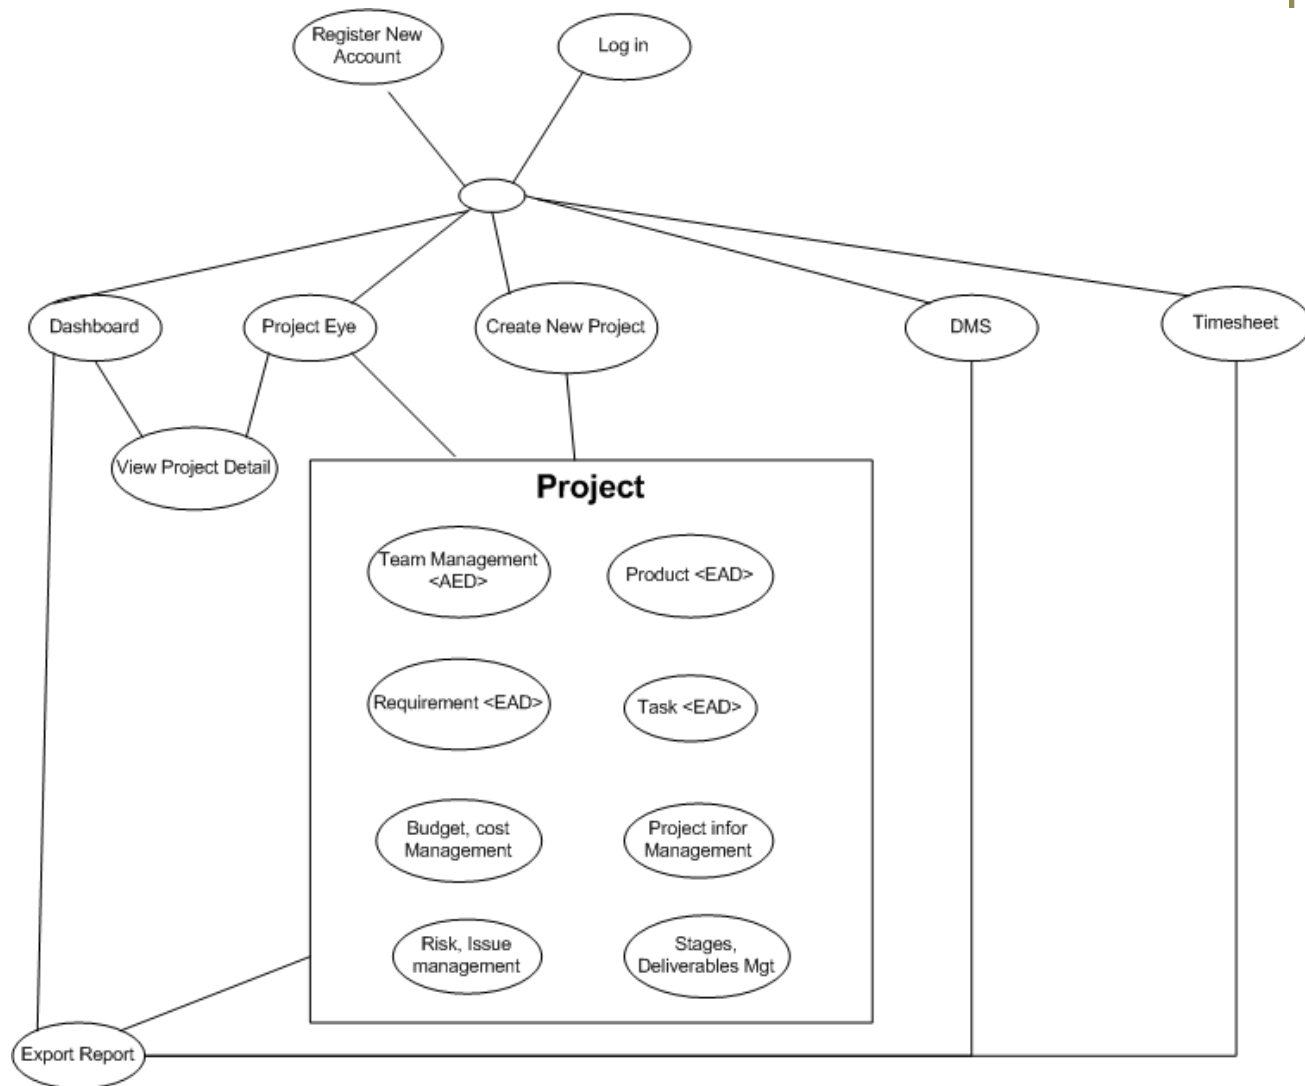 Register New
Account
Log in
Dashboard
Project Eye
Create New Project
DMS
Timesheet
View Project Detail
Project
Team Management
<AED>
Product <EAD>
Requirement <EAD>
Task <EAD>
Budget, cost
Management
Project infor
Management
Risk, Issue
management
Stages,
Deliverables Mgt
Export Report